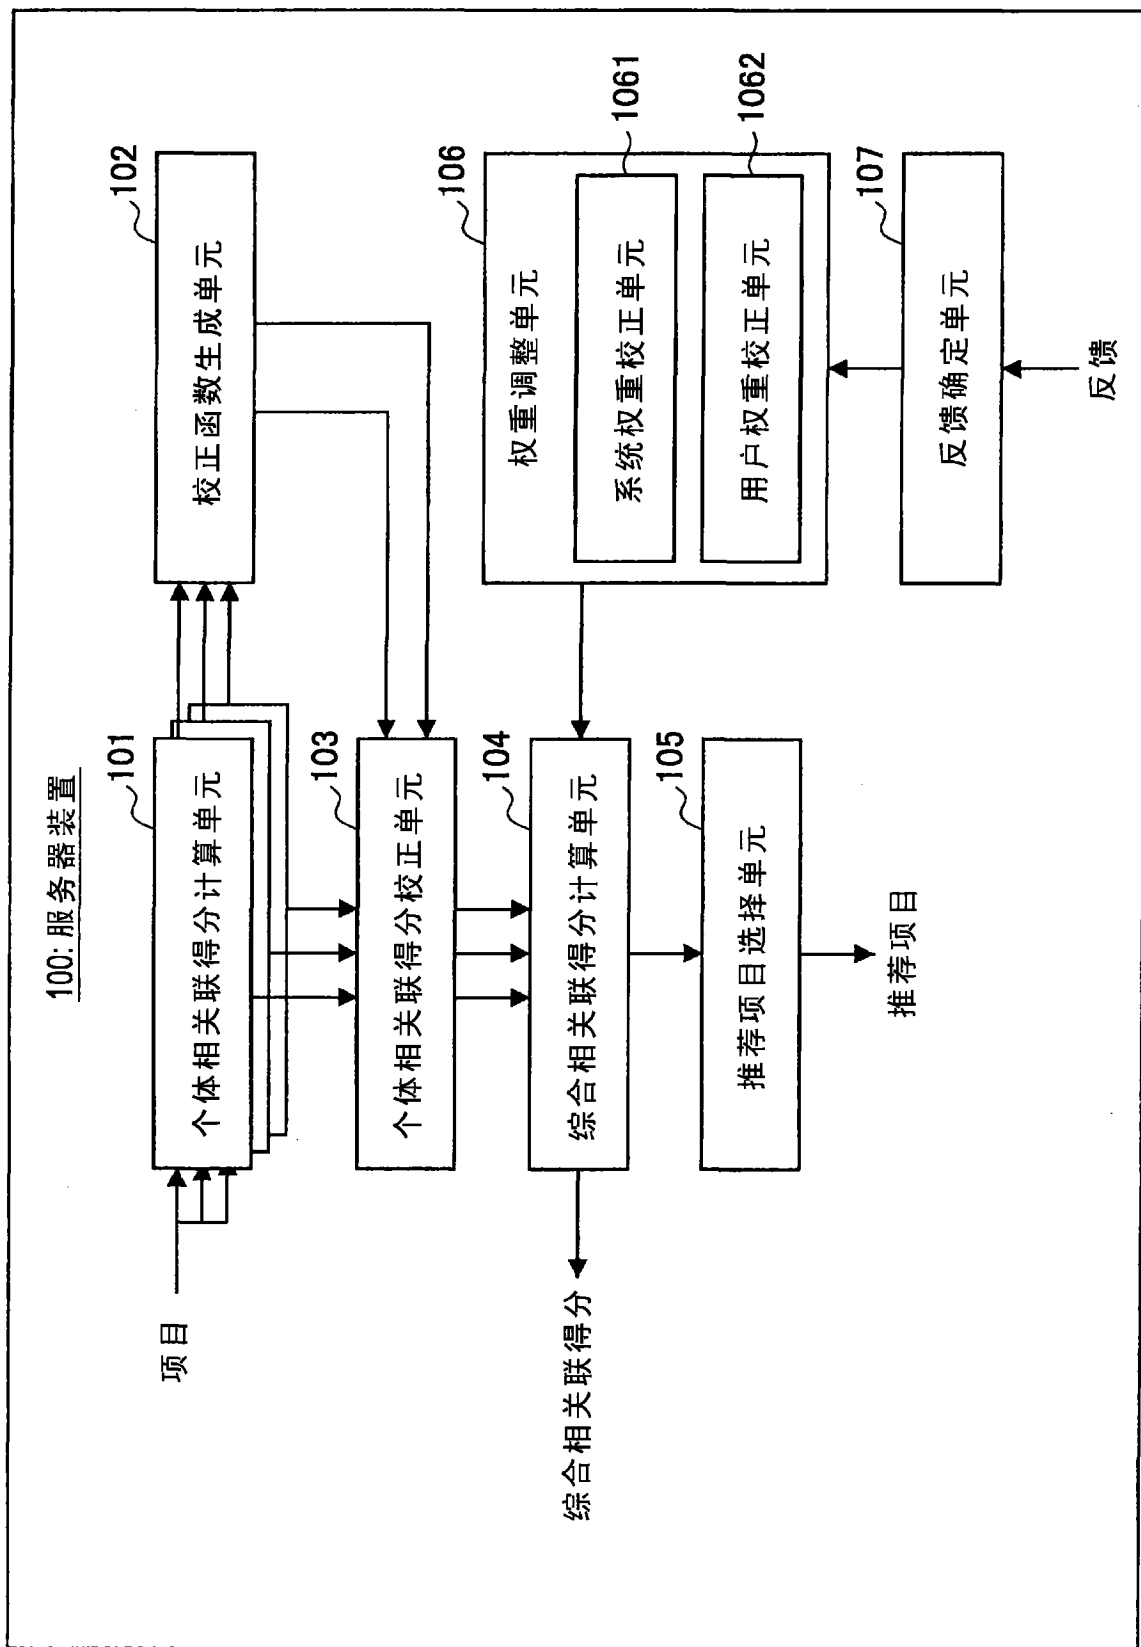 100: 服务器装置
项目
101
个体相关联得分计算单元
102
校正函数生成单元
103
个体相关联得分校正单元
104
综合相关联得分计算单元
综合相关联得分
105
推荐项目选择单元
推荐项目
106
权重调整单元
1061
系统权重校正单元
1062
用户权重校正单元
107
反馈确定单元
反馈